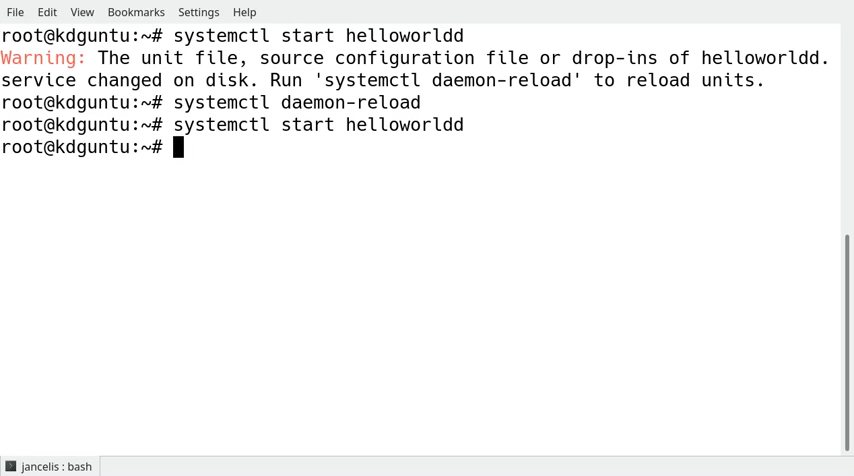 File Edit View Bookmarks Settings Help
root@kdguntu:~# systemctl start helloworldd
Warning: The unit file, source configuration file or drop-ins of helloworldd.
service changed on disk. Run 'systemctl daemon-reload' to reload units.
root@kdguntu:~# systemctl daemon-reload
root@kdguntu:~# systemctl start helloworldd
root@kdguntu:~#
jancelis : bash